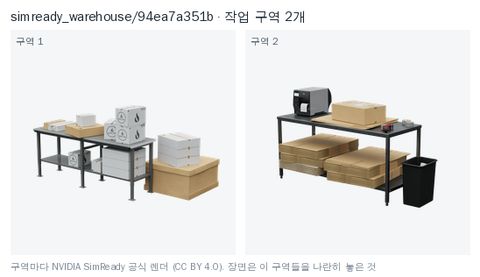 simready_warehouse/94ea7a351b · 작업 구역 2개
구역 1
구역 2
구역마다 NVIDIA SimReady 공식 렌더 (CC BY 4.0). 장면은 이 구역들을 나란히 놓은 것